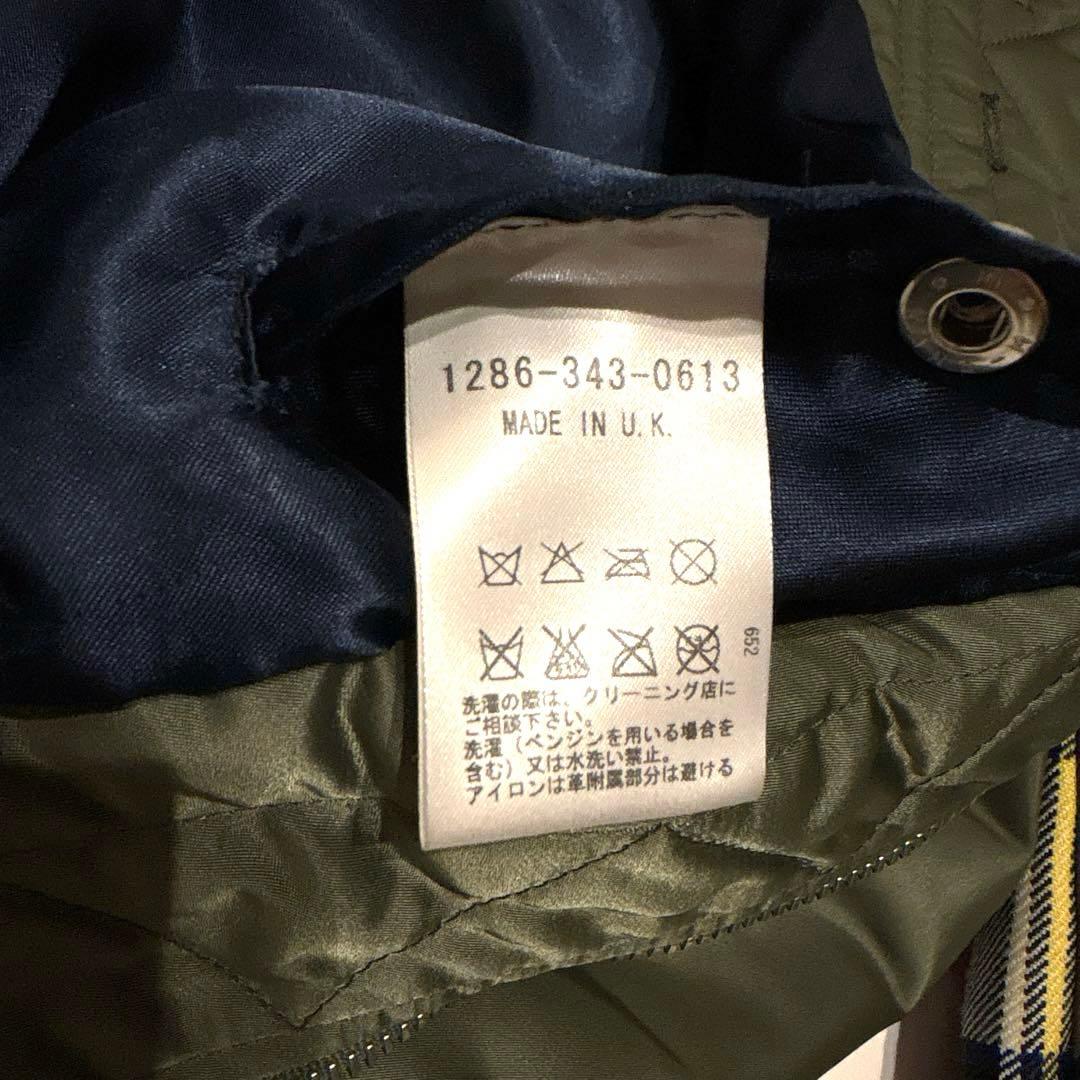 1286-343-0613
MADE IN U.K.
652
洗濯の際は、クリーニング店に
ご相談下さい。
洗濯（ベンジンを用いる場合を
含む）又は水洗い禁止。
アイロンは革附属部分は避ける